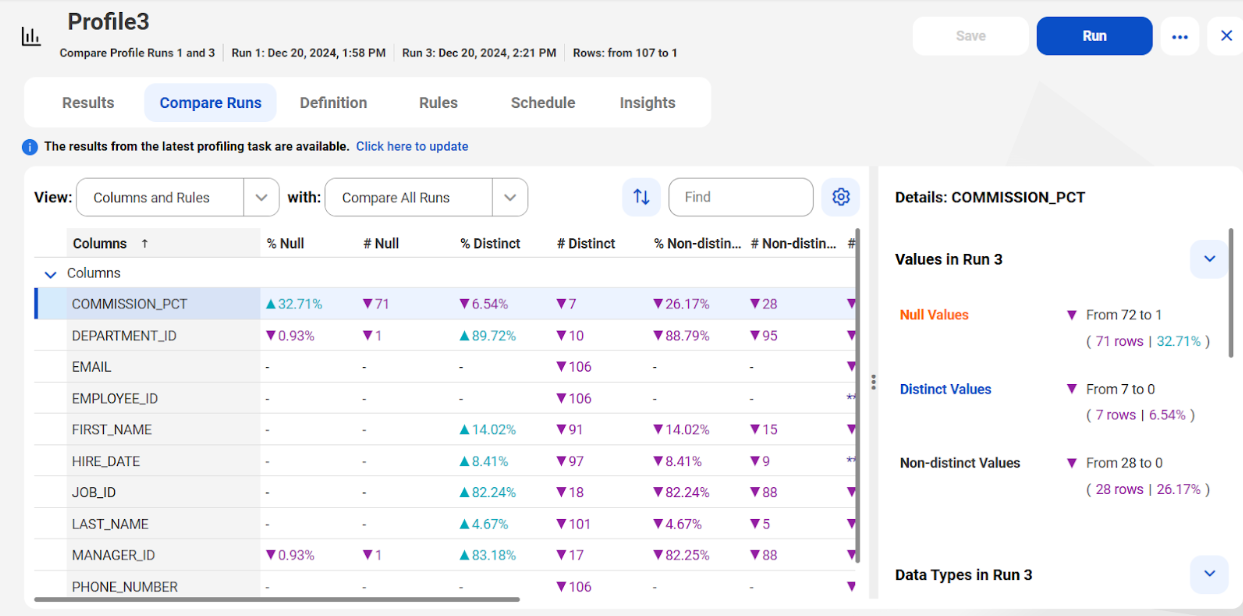 Profile3
Compare Profile Runs 1 and 3 Run 1: Dec 20, 2024, 1:58 PM Run 3: Dec 20, 2024, 2:21 PM Rows: from 107 to 1
Save Run
Results Compare Runs Definition Rules Schedule Insights
The results from the latest profiling task are available. Click here to update
View: Columns and Rules with: Compare All Runs Find
Columns ↑ % Null # Null % Distinct # Distinct % Non-distin... # Non-distin... #
Columns
COMMISSION_PCT ▲32.71% ▼71 ▼6.54% ▼7 ▼26.17% ▼28 ▼
DEPARTMENT_ID ▼0.93% ▼1 ▲89.72% ▼10 ▼88.79% ▼95 ▼
EMAIL - - - ▼106 - - ▼
EMPLOYEE_ID - - - ▼106 - - **
FIRST_NAME - - ▲14.02% ▼91 ▼14.02% ▼15 ▼
HIRE_DATE - - ▲8.41% ▼97 ▼8.41% ▼9 **
JOB_ID - - ▲82.24% ▼18 ▼82.24% ▼88 ▼
LAST_NAME - - ▲4.67% ▼101 ▼4.67% ▼5 ▼
MANAGER_ID ▼0.93% ▼1 ▲83.18% ▼17 ▼82.25% ▼88 ▼
PHONE_NUMBER - - - ▼106 - - ▼
Details: COMMISSION_PCT
Values in Run 3
Null Values ▼ From 72 to 1
( 71 rows | 32.71% )
Distinct Values ▼ From 7 to 0
( 7 rows | 6.54% )
Non-distinct Values ▼ From 28 to 0
( 28 rows | 26.17% )
Data Types in Run 3